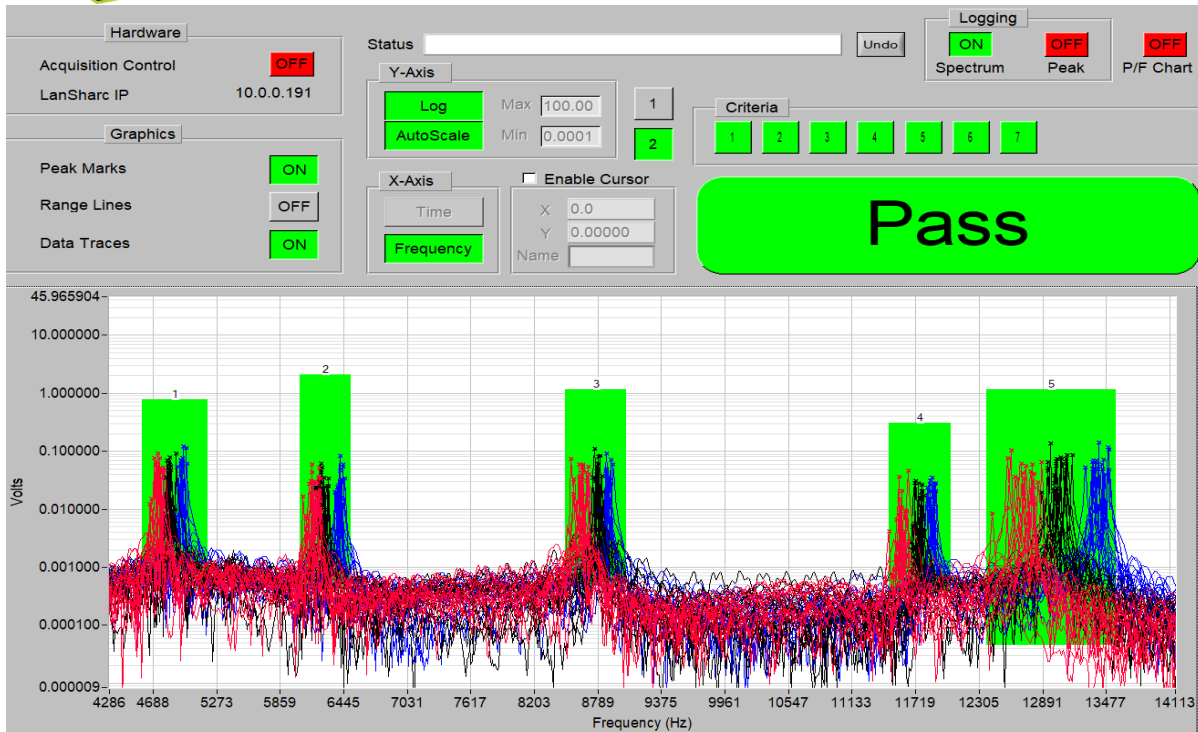 Hardware
Acquisition Control OFF
LanSharc IP 10.0.0.191
Graphics
Peak Marks ON
Range Lines OFF
Data Traces ON
Status Undo
Y-Axis
Log Max 100.00
AutoScale Min 0.0001
1
2
X-Axis
Time
Frequency
Enable Cursor
X 0.0
Y 0.00000
Name
Logging
ON OFF OFF
Spectrum Peak P/F Chart
Criteria
1 2 3 4 5 6 7
Pass
45.965904
10.000000
1.000000
0.100000
0.010000
0.001000
0.000100
0.000009
Volts
1 2 3 4 5
4286 4688 5273 5859 6445 7031 7617 8203 8789 9375 9961 10547 11133 11719 12305 12891 13477 14113
Frequency (Hz)